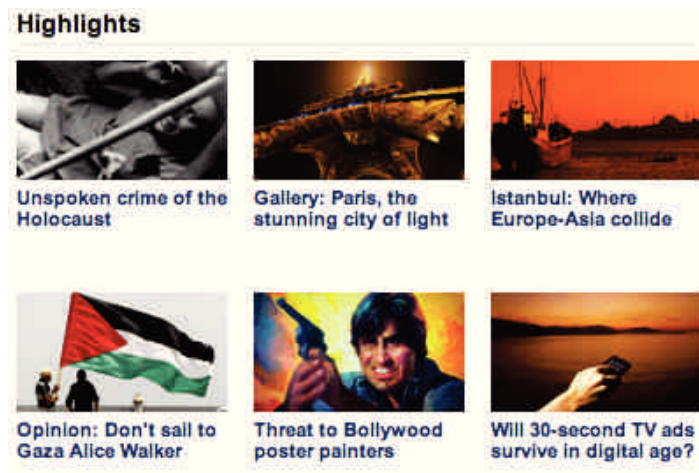 Highlights
Unspoken crime of the
Holocaust
Gallery: Paris, the
stunning city of light
Istanbul: Where
Europe-Asia collide
Opinion: Don't sail to
Gaza Alice Walker
Threat to Bollywood
poster painters
Will 30-second TV ads
survive in digital age?